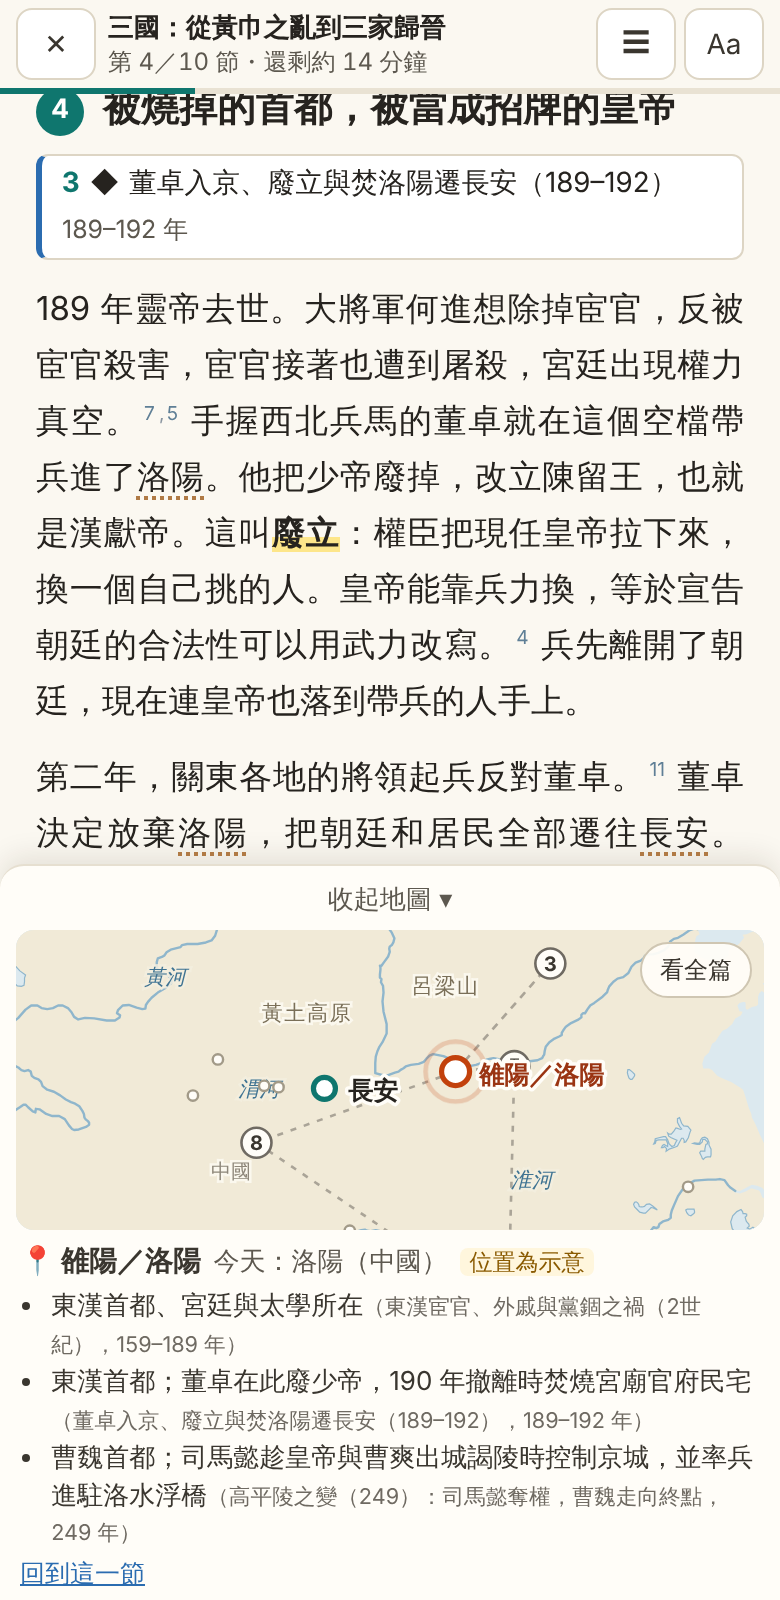 ✕
三國：從黃巾之亂到三家歸晉
第 4／10 節・還剩約 14 分鐘
☰
Aa
4 被燒掉的首都，被當成招牌的皇帝
3 ◆ 董卓入京、廢立與焚洛陽遷長安（189–192）
189–192 年
189 年靈帝去世。大將軍何進想除掉宦官，反被
宦官殺害，宦官接著也遭到屠殺，宮廷出現權力
真空。7,5 手握西北兵馬的董卓就在這個空檔帶
兵進了洛陽。他把少帝廢掉，改立陳留王，也就
是漢獻帝。這叫廢立：權臣把現任皇帝拉下來，
換一個自己挑的人。皇帝能靠兵力換，等於宣告
朝廷的合法性可以用武力改寫。4 兵先離開了朝
廷，現在連皇帝也落到帶兵的人手上。
第二年，關東各地的將領起兵反對董卓。11 董卓
決定放棄洛陽，把朝廷和居民全部遷往長安。
收起地圖 ▾
黃河
呂梁山
3
看全篇
黃土高原
渭河
長安
雒陽／洛陽
8
中國
淮河
📍 雒陽／洛陽 今天：洛陽（中國） 位置為示意
• 東漢首都、宮廷與太學所在（東漢宦官、外戚與黨錮之禍（2世
紀），159–189 年）
• 東漢首都；董卓在此廢少帝，190 年撤離時焚燒宮廟官府民宅
（董卓入京、廢立與焚洛陽遷長安（189–192），189–192 年）
• 曹魏首都；司馬懿趁皇帝與曹爽出城謁陵時控制京城，並率兵
進駐洛水浮橋（高平陵之變（249）：司馬懿奪權，曹魏走向終點，
249 年）
回到這一節